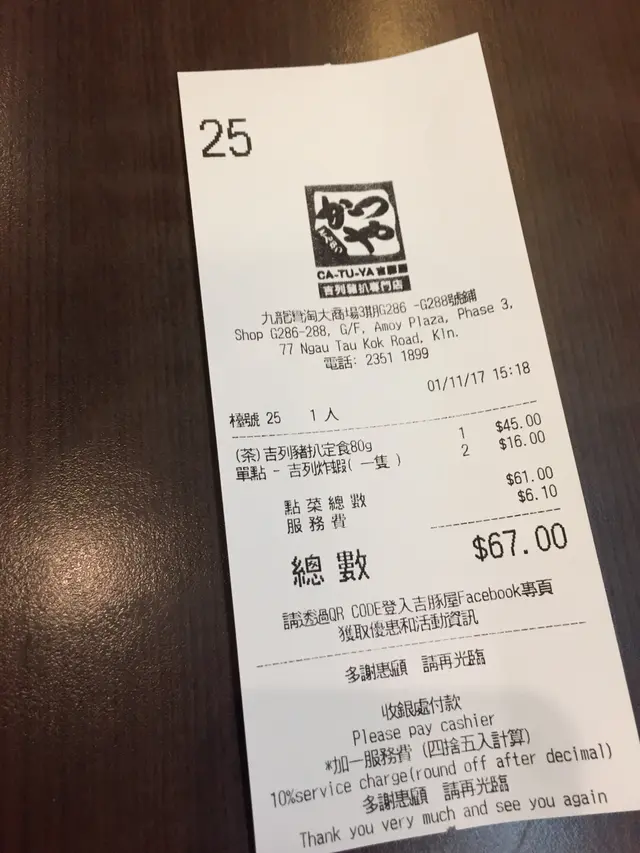 25
かつや
CA-TU-YA吉豚屋
吉列豬扒專門店
九龍灣淘大商場3期G286 -G288號鋪
Shop G286-288, G/F, Amoy Plaza, Phase 3,
77 Ngau Tau Kok Road, Kln.
電話: 2351 1899
01/11/17 15:18
檯號 25 1 人
(茶)吉列豬扒定食80g 1 $45.00
單點 - 吉列炸蝦( 一隻 ) 2 $16.00
點菜總數 $61.00
服務費 $6.10
總數 $67.00
請透過QR CODE登入吉豚屋Facebook專頁
獲取優惠和活動資訊
多謝惠顧 請再光臨
收銀處付款
Please pay cashier
*加一服務費 (四捨五入計算)
10%service charge(round off after decimal)
多謝惠顧 請再光臨
Thank you very much and see you again